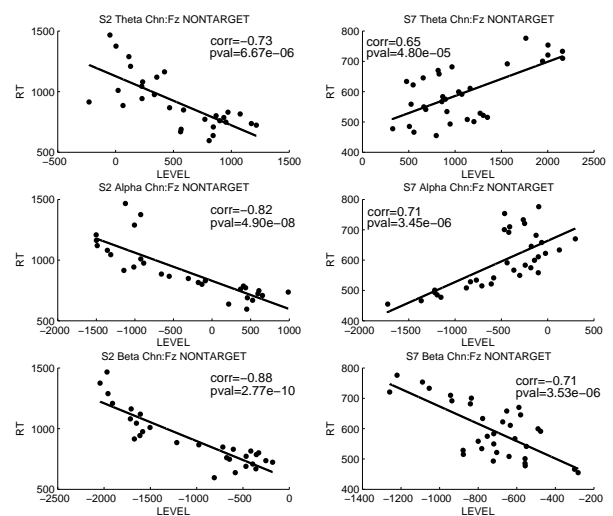 S2 Theta Chn:Fz NONTARGET
1500
1000
500
−500 0 500 1000 1500
RT
LEVEL
corr=−0.73
pval=6.67e−06
S7 Theta Chn:Fz NONTARGET
800
700
600
500
400
0 500 1000 1500 2000 2500
RT
LEVEL
corr=0.65
pval=4.80e−05
S2 Alpha Chn:Fz NONTARGET
1500
1000
500
−2000 −1500 −1000 −500 0 500 1000
RT
LEVEL
corr=−0.82
pval=4.90e−08
S7 Alpha Chn:Fz NONTARGET
800
700
600
500
400
−2000 −1500 −1000 −500 0 500
RT
LEVEL
corr=0.71
pval=3.45e−06
S2 Beta Chn:Fz NONTARGET
1500
1000
500
−2500 −2000 −1500 −1000 −500 0
RT
LEVEL
corr=−0.88
pval=2.77e−10
S7 Beta Chn:Fz NONTARGET
800
700
600
500
400
−1400 −1200 −1000 −800 −600 −400 −200
RT
LEVEL
corr=−0.71
pval=3.53e−06